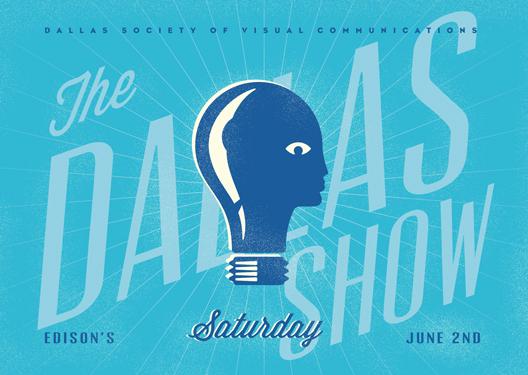 DALLAS SOCIETY OF VISUAL COMMUNICATIONS
The
DALLAS
SHOW
EDISON'S
Saturday
JUNE 2ND